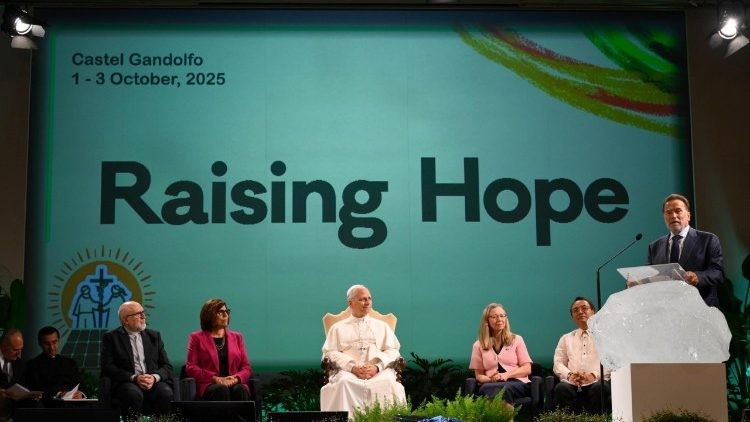 Castel Gandolfo
1 - 3 October, 2025
Raising Hope